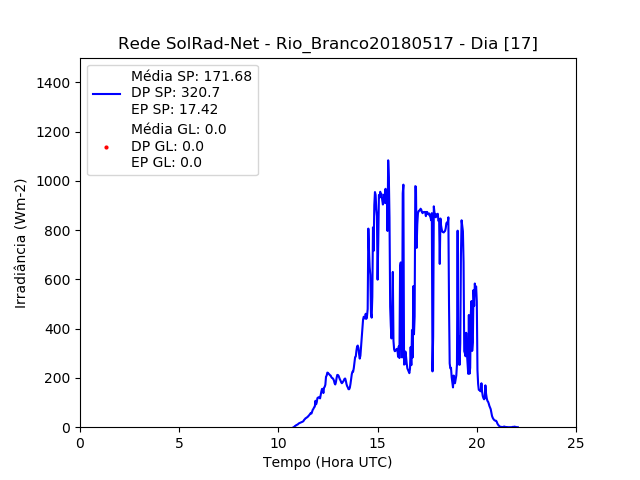 Rede SolRad-Net - Rio_Branco20180517 - Dia [17]
Média SP: 171.68
DP SP: 320.7
EP SP: 17.42
Média GL: 0.0
DP GL: 0.0
EP GL: 0.0
Irradiância (Wm-2)
1400
1200
1000
800
600
400
200
0
0 5 10 15 20 25
Tempo (Hora UTC)